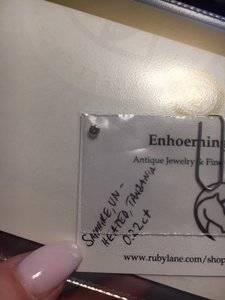 Enhoernin
Antique Jewelry & Fine
SAPPHIRE UN-
HEATED, TANZANIA
0.22ct
www.rubylane.com/shop